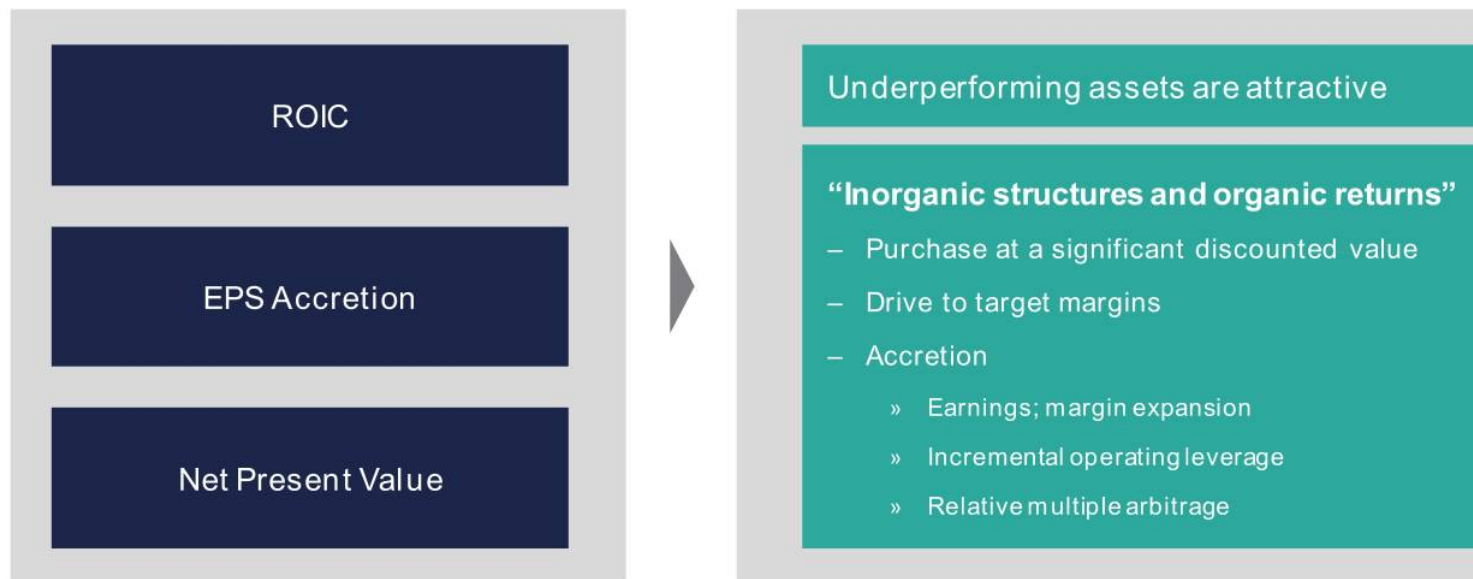 ROIC
EPS Accretion
Net Present Value
Underperforming assets are attractive
“Inorganic structures and organic returns”
– Purchase at a significant discounted value
– Drive to target margins
– Accretion
» Earnings; margin expansion
» Incremental operating leverage
» Relative multiple arbitrage